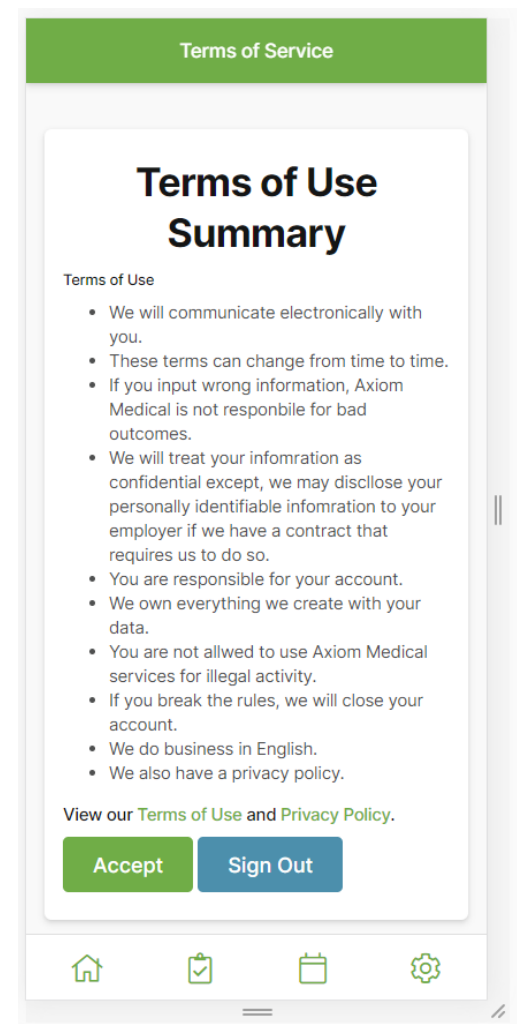 Terms of Service
Terms of Use
Summary
Terms of Use
• We will communicate electronically with
you.
• These terms can change from time to time.
• If you input wrong information, Axiom
Medical is not responbile for bad
outcomes.
• We will treat your infomration as
confidential except, we may discllose your
personally identifiable infomration to your
employer if we have a contract that
requires us to do so.
• You are responsible for your account.
• We own everything we create with your
data.
• You are not allwed to use Axiom Medical
services for illegal activity.
• If you break the rules, we will close your
account.
• We do business in English.
• We also have a privacy policy.
View our Terms of Use and Privacy Policy.
Accept Sign Out